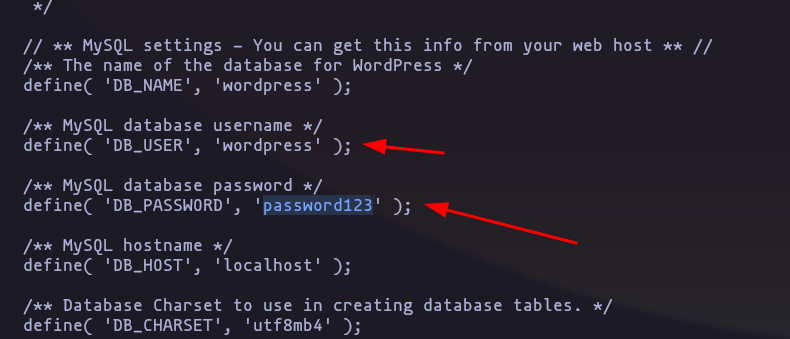 */
// ** MySQL settings – You can get this info from your web host ** //
/** The name of the database for WordPress */
define( 'DB_NAME', 'wordpress' );
/** MySQL database username */
define( 'DB_USER', 'wordpress' );
/** MySQL database password */
define( 'DB_PASSWORD', 'password123' );
/** MySQL hostname */
define( 'DB_HOST', 'localhost' );
/** Database Charset to use in creating database tables. */
define( 'DB_CHARSET', 'utf8mb4' );